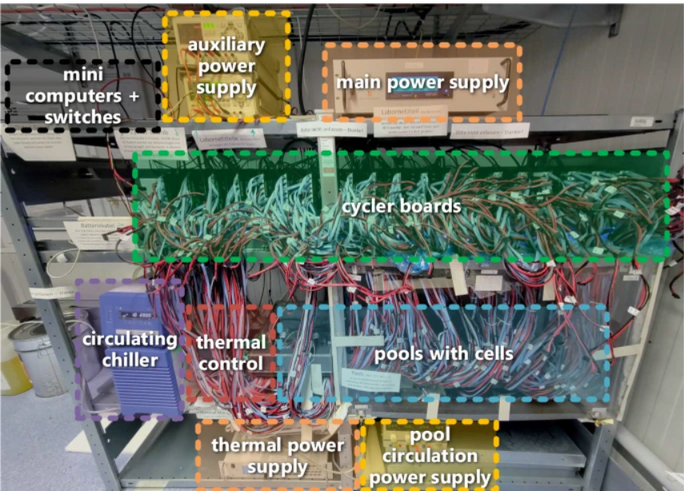 auxiliary
power
supply
mini
computers +
switches
main power supply
cycler boards
circulating
chiller
thermal
control
pools with cells
thermal power
supply
pool
circulation
power supply